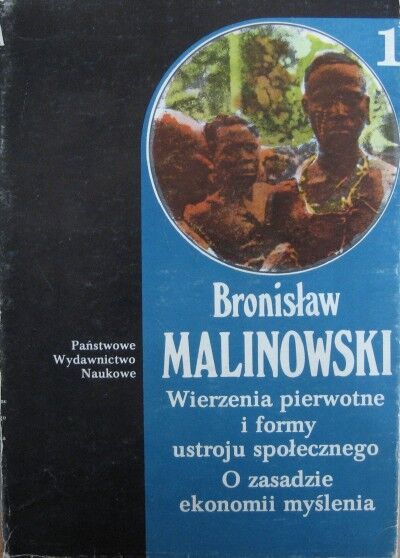 1
Bronisław
MALINOWSKI
Państwowe
Wydawnictwo
Naukowe
Wierzenia pierwotne
i formy
ustroju społecznego
O zasadzie
ekonomii myślenia